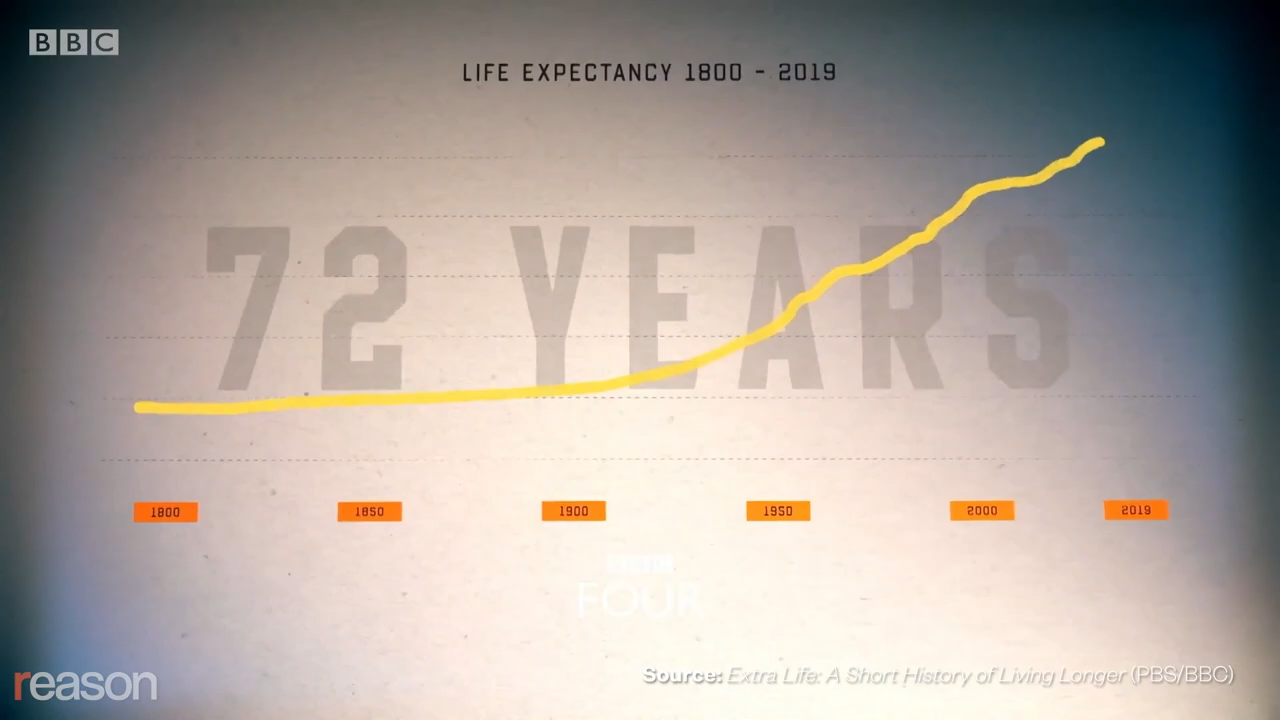 BBC
LIFE EXPECTANCY 1800 - 2019
72 YEARS
1800 1850 1900 1950 2000 2019
FOUR
reason
Source: Extra Life: A Short History of Living Longer (PBS/BBC)